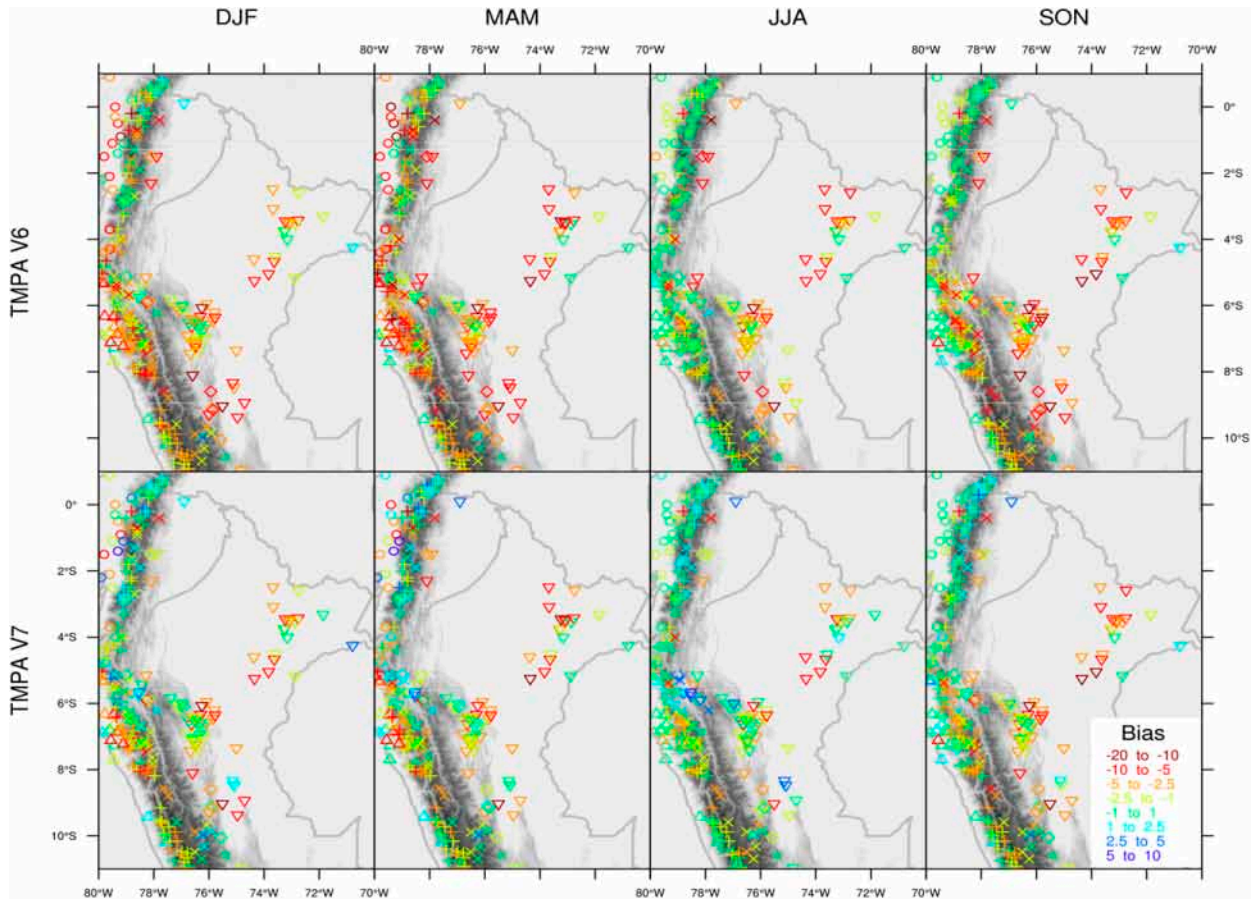 DJF MAM JJA SON
80°W 78°W 76°W 74°W 72°W 70°W 80°W 78°W 76°W 74°W 72°W 70°W
TMPA V6
0°
2°S
4°S
6°S
8°S
10°S
TMPA V7
0°
2°S
4°S
6°S
8°S
10°S
Bias
-20 to -10
-10 to -5
-5 to -2.5
-2.5 to -1
-1 to 1
1 to 2.5
2.5 to 5
5 to 10
80°W 78°W 76°W 74°W 72°W 70°W 80°W 78°W 76°W 74°W 72°W 70°W